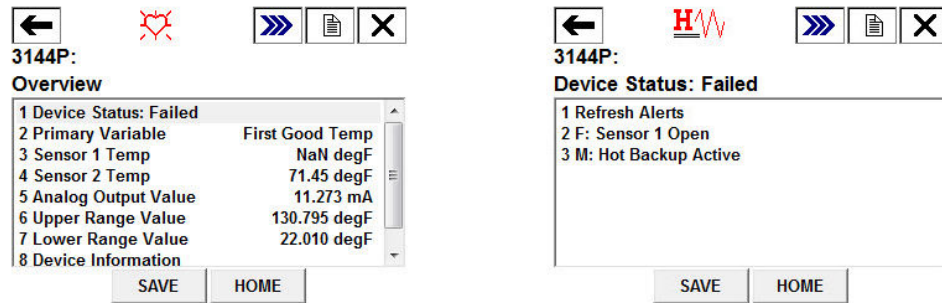 3144P:
Overview
1 Device Status: Failed
2 Primary Variable First Good Temp
3 Sensor 1 Temp NaN degF
4 Sensor 2 Temp 71.45 degF
5 Analog Output Value 11.273 mA
6 Upper Range Value 130.795 degF
7 Lower Range Value 22.010 degF
8 Device Information
SAVE HOME
H
3144P:
Device Status: Failed
1 Refresh Alerts
2 F: Sensor 1 Open
3 M: Hot Backup Active
SAVE HOME